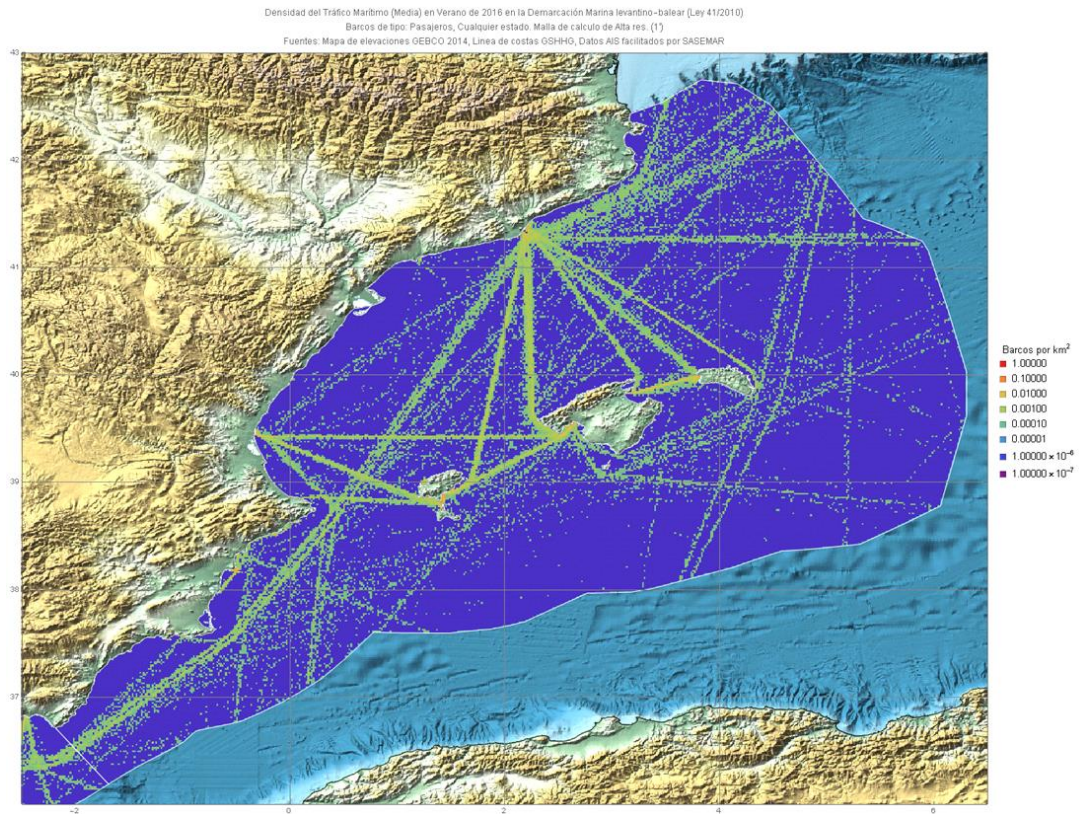 Densidad del Tráfico Marítimo (Media) en Verano de 2016 en la Demarcación Marina levantino-balear (Ley 41/2010)
Barcos de tipo: Pasajeros, Cualquier estado. Malla de calculo de Alta res. (1')
Fuentes: Mapa de elevaciones GEBCO 2014, Linea de costas GSHHG, Datos AIS facilitados por SASEMAR
43
42
41
40
39
38
37
Barcos por km²
1.00000
0.10000
0.01000
0.00100
0.00010
0.00001
1.00000 × 10⁻⁶
1.00000 × 10⁻⁷
-2 0 2 4 6